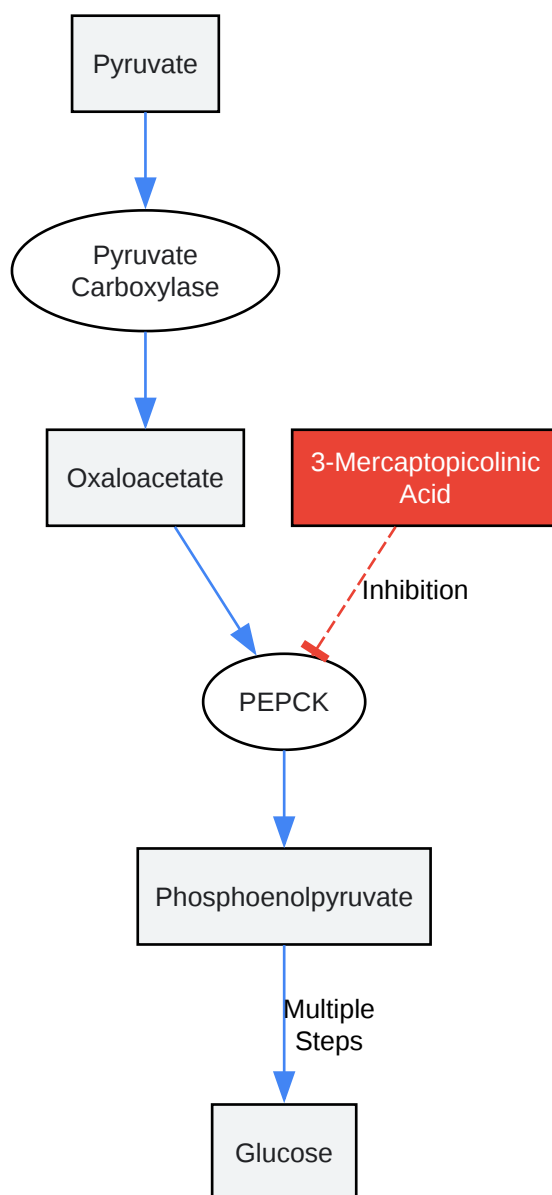 Pyruvate
Pyruvate
Carboxylase
Oxaloacetate
3-Mercaptopicolinic
Acid
Inhibition
PEPCK
Phosphoenolpyruvate
Multiple
Steps
Glucose